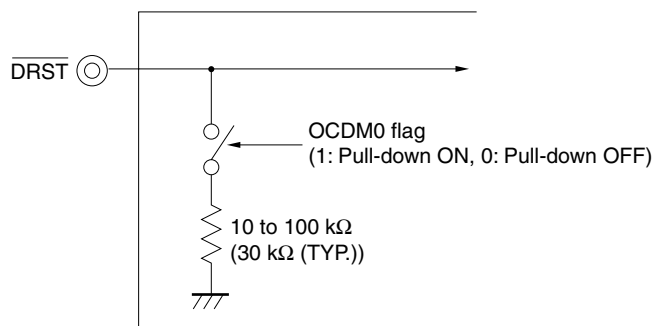 DRST
OCDM0 flag
(1: Pull-down ON, 0: Pull-down OFF)
10 to 100 kΩ
(30 kΩ (TYP.))